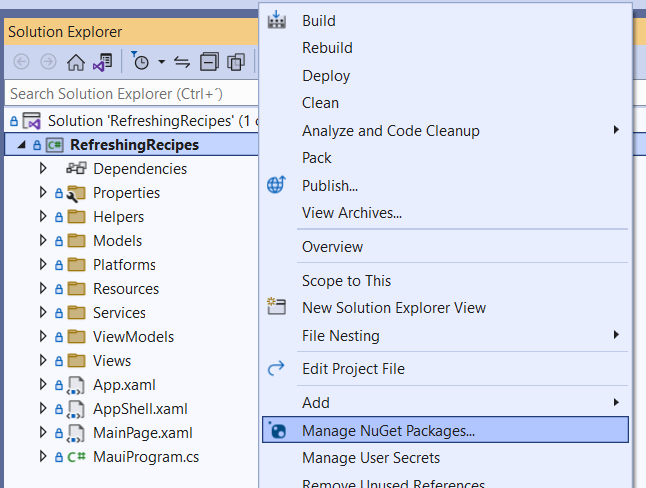 Solution Explorer
Search Solution Explorer (Ctrl+´)
Solution 'RefreshingRecipes' (1
C# RefreshingRecipes
Dependencies
Properties
Helpers
Models
Platforms
Resources
Services
ViewModels
Views
App.xaml
AppShell.xaml
MainPage.xaml
C# MauiProgram.cs
Build
Rebuild
Deploy
Clean
Analyze and Code Cleanup
Pack
Publish...
View Archives...
Overview
Scope to This
New Solution Explorer View
File Nesting
Edit Project File
Add
Manage NuGet Packages...
Manage User Secrets
Remove Unused References